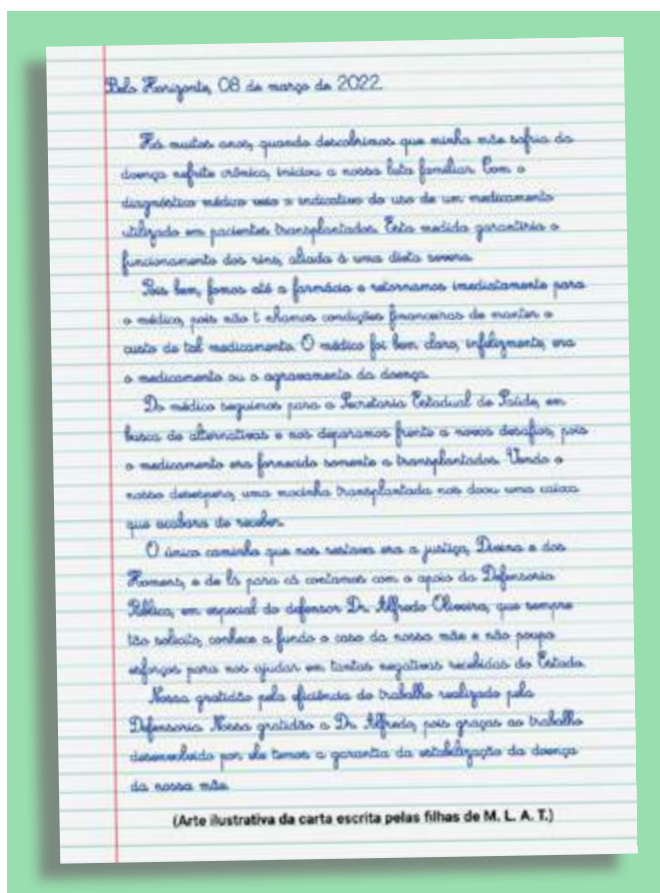 Belo Horizonte, 08 de março de 2022.
Há muitos anos, quando descobrimos que minha mãe sofria da
doença nefrite crônica, iniciou a nossa luta familiar. Com o
diagnóstico médico veio o indicativo do uso de um medicamento
utilizado em pacientes transplantados. Esta medida garantiria o
funcionamento dos rins, aliada à uma dieta severa.
Pois bem, fomos até a farmácia e retornamos imediatamente para
o médico, pois não t nhamos condições financeiras de manter o
custo de tal medicamento. O médico foi bem claro, infelizmente, era
o medicamento ou o agravamento da doença.
Do médico seguimos para a Secretaria Estadual de Saúde, em
busca de alternativas e nos deparamos frente a novos desafios, pois
o medicamento era fornecido somente a transplantados. Vendo o
nosso desespero, uma mocinha transplantada nos doou uma caixa
que acabara de receber.
O único caminho que nos restava era a justiça, Divina e dos
Homens, e de lá para cá contamos com o apoio da Defensoria
Pública, em especial do defensor Dr. Alfredo Oliveira, que sempre
tão solícito, conhece a fundo o caso da nossa mãe e não poupa
esforços para nos ajudar em tantas negativas recebidas do Estado.
Nossa gratidão pela eficiência do trabalho realizado pela
Defensoria. Nossa gratidão a Dr. Alfredo, pois graças ao trabalho
desenvolvido por ele temos a garantia da estabilização da doença
da nossa mãe.
(Arte ilustrativa da carta escrita pelas filhas de M. L. A. T.)